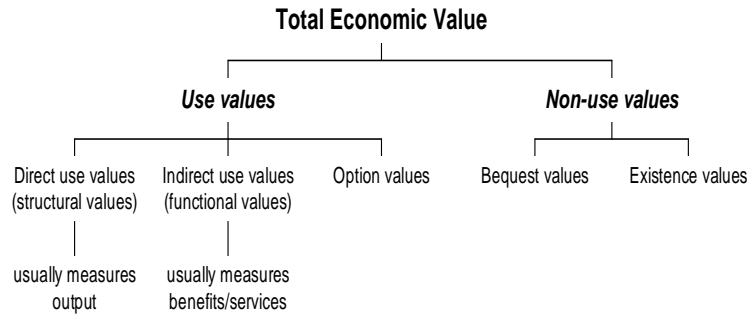 Total Economic Value
Use values
Non-use values
Direct use values
(structural values)
Indirect use values
(functional values)
Option values
Bequest values
Existence values
usually measures
output
usually measures
benefits/services